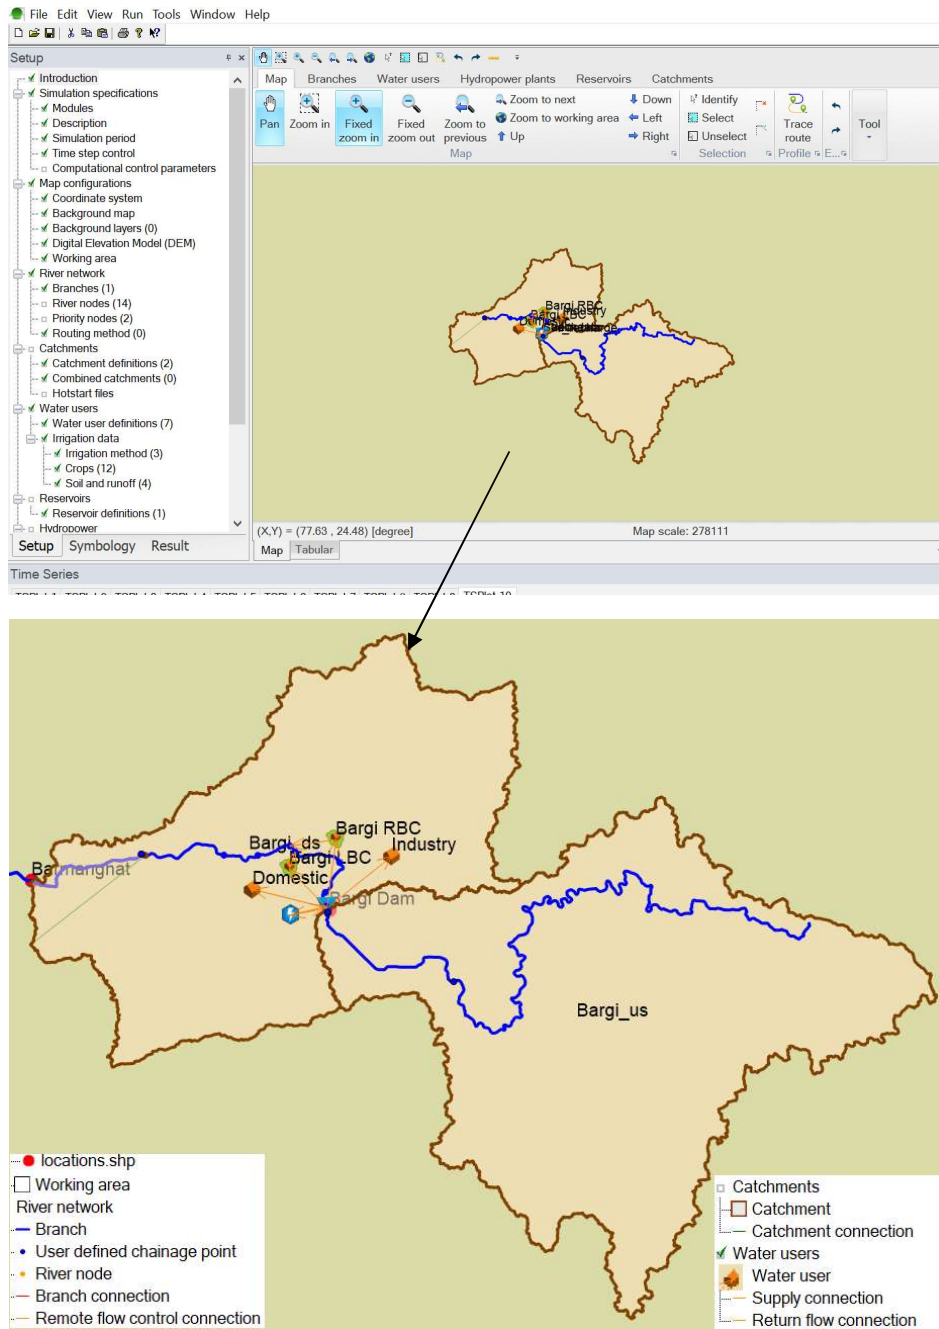 File Edit View Run Tools Window Help
Setup
Introduction
Simulation specifications
Modules
Description
Simulation period
Time step control
Computational control parameters
Map configurations
Coordinate system
Background map
Background layers (0)
Digital Elevation Model (DEM)
Working area
River network
Branches (1)
River nodes (14)
Priority nodes (2)
Routing method (0)
Catchments
Catchment definitions (2)
Combined catchments (0)
Hotstart files
Water users
Water user definitions (7)
Irrigation data
Irrigation method (3)
Crops (12)
Soil and runoff (4)
Reservoirs
Reservoir definitions (1)
Hydropower
Setup Symbology Result
Map Branches Water users Hydropower plants Reservoirs Catchments
Pan
Zoom in
Fixed zoom in
Fixed zoom out
Zoom to previous
Zoom to next
Zoom to working area
Up
Down
Left
Right
Map
Identify
Select
Unselect
Selection
Trace route
Profile
E...
Tool
Bargi RBC
Industry
(X,Y) = (77.63 , 24.48) [degree] Map scale: 278111
Map Tabular
Time Series
Bargi RBC
Bargi_ds
Industry
Bargi LBC
Barmanghat
Domestic
Bargi Dam
Bargi_us
locations.shp
Working area
River network
Branch
User defined chainage point
River node
Branch connection
Remote flow control connection
Catchments
Catchment
Catchment connection
Water users
Water user
Supply connection
Return flow connection